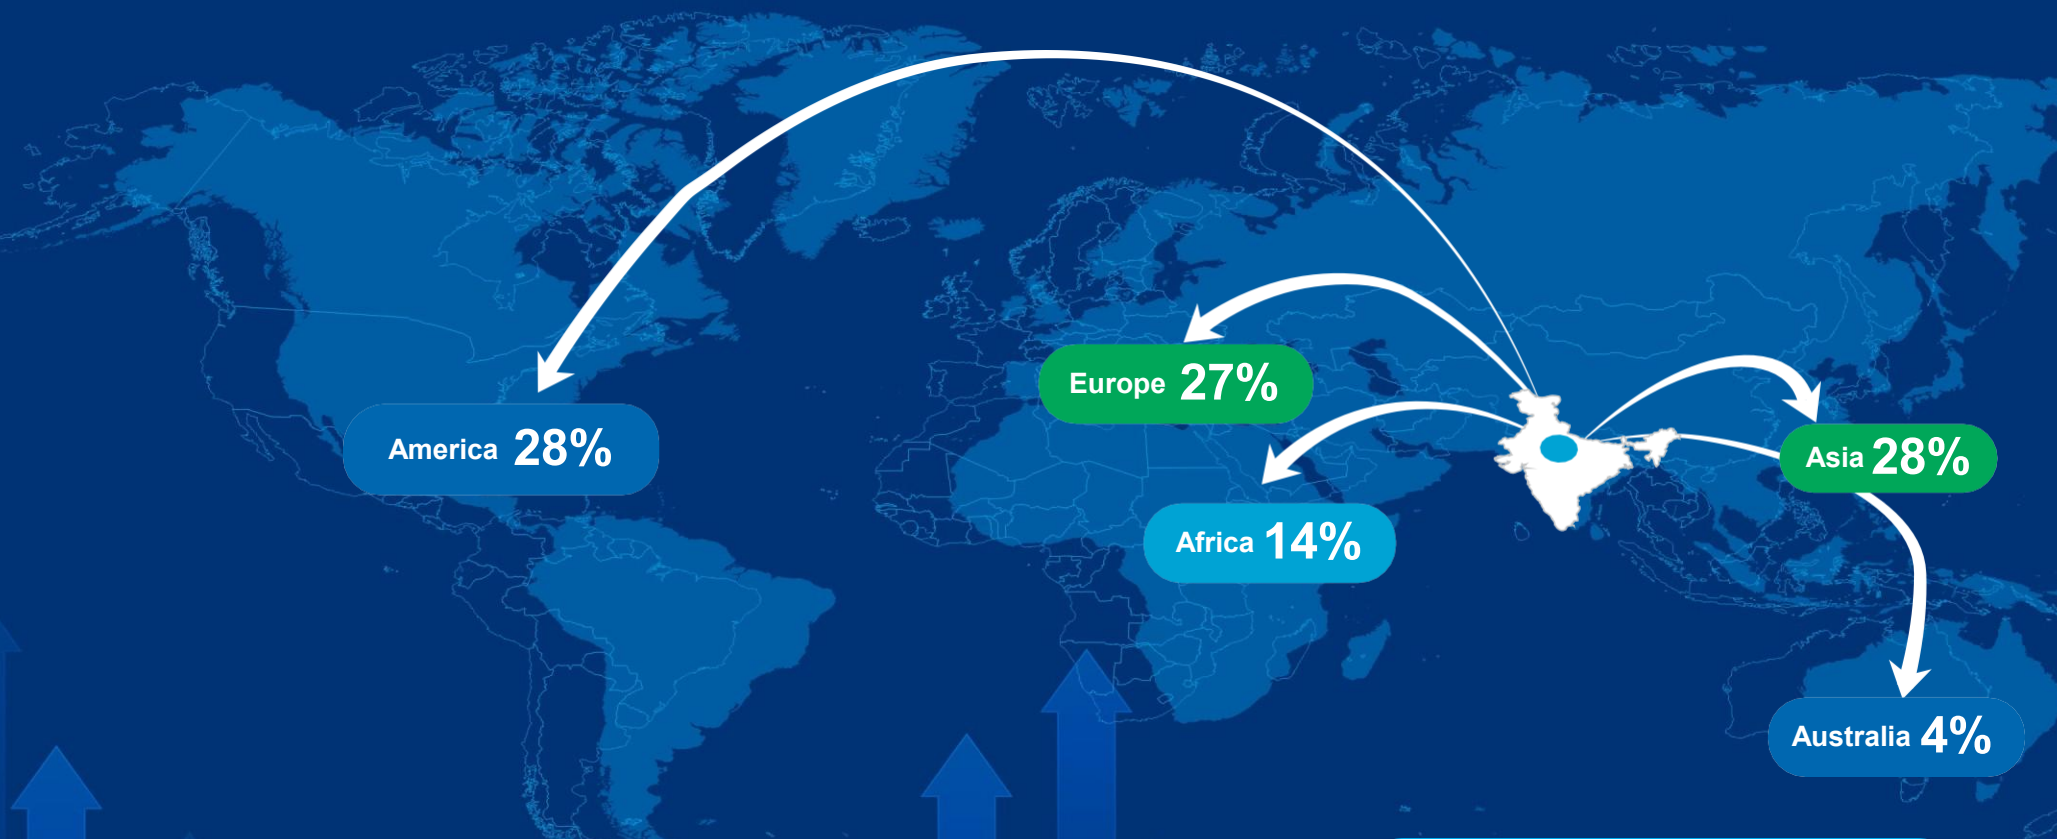 Europe 27%
America 28%
Asia 28%
Africa 14%
Australia 4%